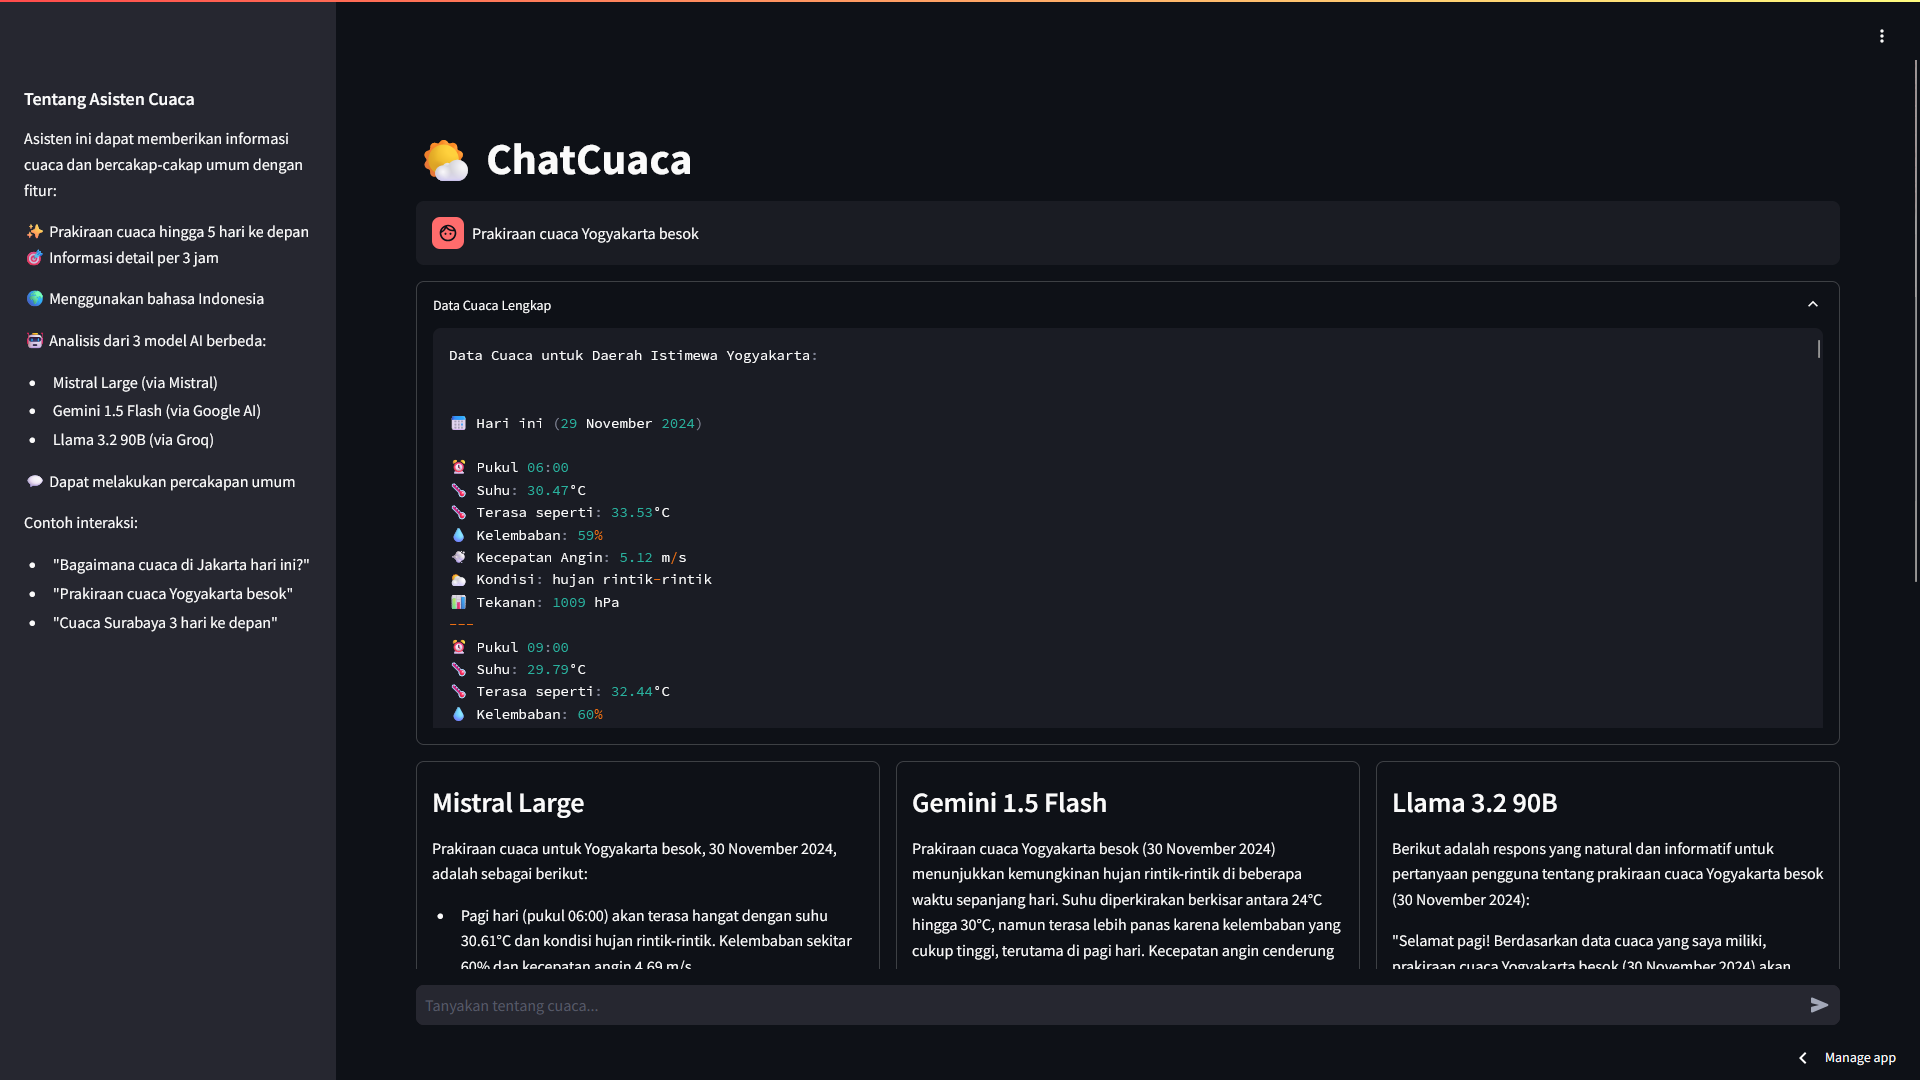 Tentang Asisten Cuaca
Asisten ini dapat memberikan informasi
cuaca dan bercakap-cakap umum dengan
fitur:
✨ Prakiraan cuaca hingga 5 hari ke depan
🎯 Informasi detail per 3 jam
🌍 Menggunakan bahasa Indonesia
🤖 Analisis dari 3 model AI berbeda:
• Mistral Large (via Mistral)
• Gemini 1.5 Flash (via Google AI)
• Llama 3.2 90B (via Groq)
💬 Dapat melakukan percakapan umum
Contoh interaksi:
• "Bagaimana cuaca di Jakarta hari ini?"
• "Prakiraan cuaca Yogyakarta besok"
• "Cuaca Surabaya 3 hari ke depan"
ChatCuaca
Prakiraan cuaca Yogyakarta besok
Data Cuaca Lengkap
Data Cuaca untuk Daerah Istimewa Yogyakarta:
📅 Hari ini (29 November 2024)
⏰ Pukul 06:00
🌡️ Suhu: 30.47°C
🌡️ Terasa seperti: 33.53°C
💧 Kelembaban: 59%
💨 Kecepatan Angin: 5.12 m/s
🌥️ Kondisi: hujan rintik-rintik
📊 Tekanan: 1009 hPa
---
⏰ Pukul 09:00
🌡️ Suhu: 29.79°C
🌡️ Terasa seperti: 32.44°C
💧 Kelembaban: 60%
Mistral Large
Prakiraan cuaca untuk Yogyakarta besok, 30 November 2024,
adalah sebagai berikut:
• Pagi hari (pukul 06:00) akan terasa hangat dengan suhu
30.61°C dan kondisi hujan rintik-rintik. Kelembaban sekitar
60% dan kecepatan angin 4.69 m/s.
Gemini 1.5 Flash
Prakiraan cuaca Yogyakarta besok (30 November 2024)
menunjukkan kemungkinan hujan rintik-rintik di beberapa
waktu sepanjang hari. Suhu diperkirakan berkisar antara 24°C
hingga 30°C, namun terasa lebih panas karena kelembaban yang
cukup tinggi, terutama di pagi hari. Kecepatan angin cenderung
Llama 3.2 90B
Berikut adalah respons yang natural dan informatif untuk
pertanyaan pengguna tentang prakiraan cuaca Yogyakarta besok
(30 November 2024):
"Selamat pagi! Berdasarkan data cuaca yang saya miliki,
prakiraan cuaca Yogyakarta besok (30 November 2024) akan
Tanyakan tentang cuaca...
Manage app